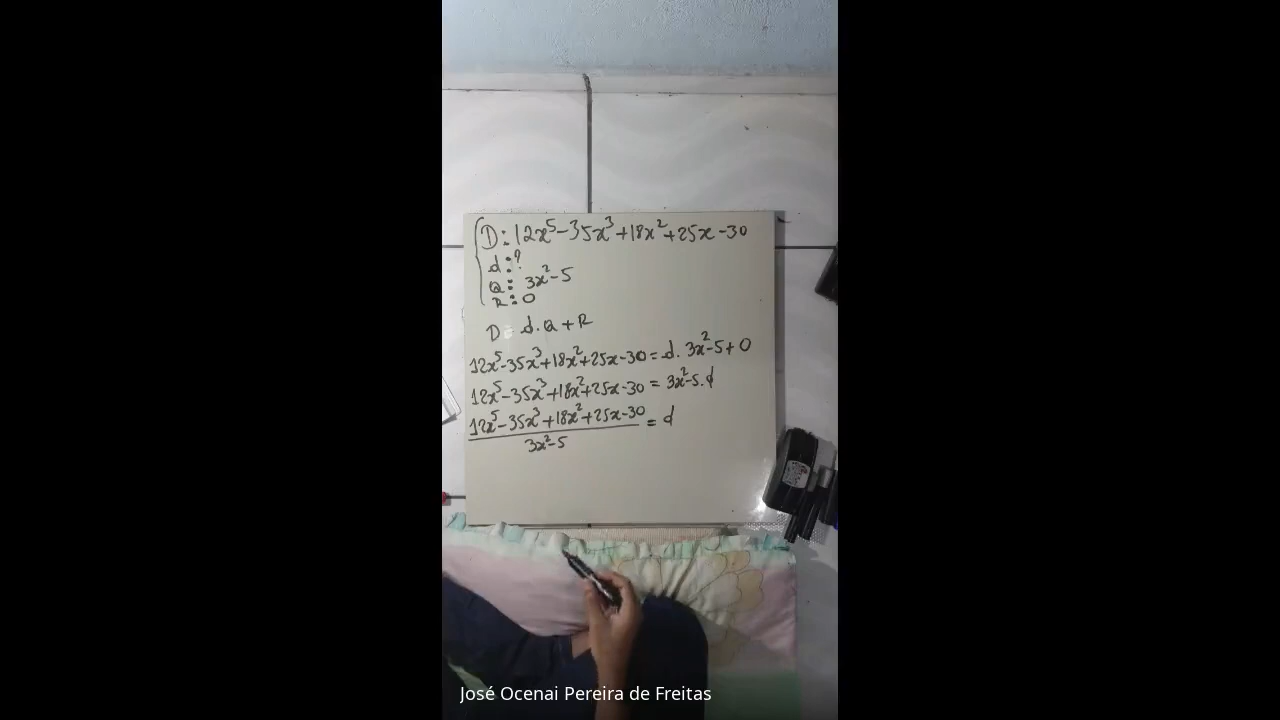 D: 12x⁵-35x³+18x²+25x-30
d: ?
Q: 3x²-5
R: 0
D = d.Q+R
12x⁵-35x³+18x²+25x-30 = d. 3x²-5+0
12x⁵-35x³+18x²+25x-30 = 3x²-5.d
12x⁵-35x³+18x²+25x-30 = d
3x²-5
José Ocenai Pereira de Freitas